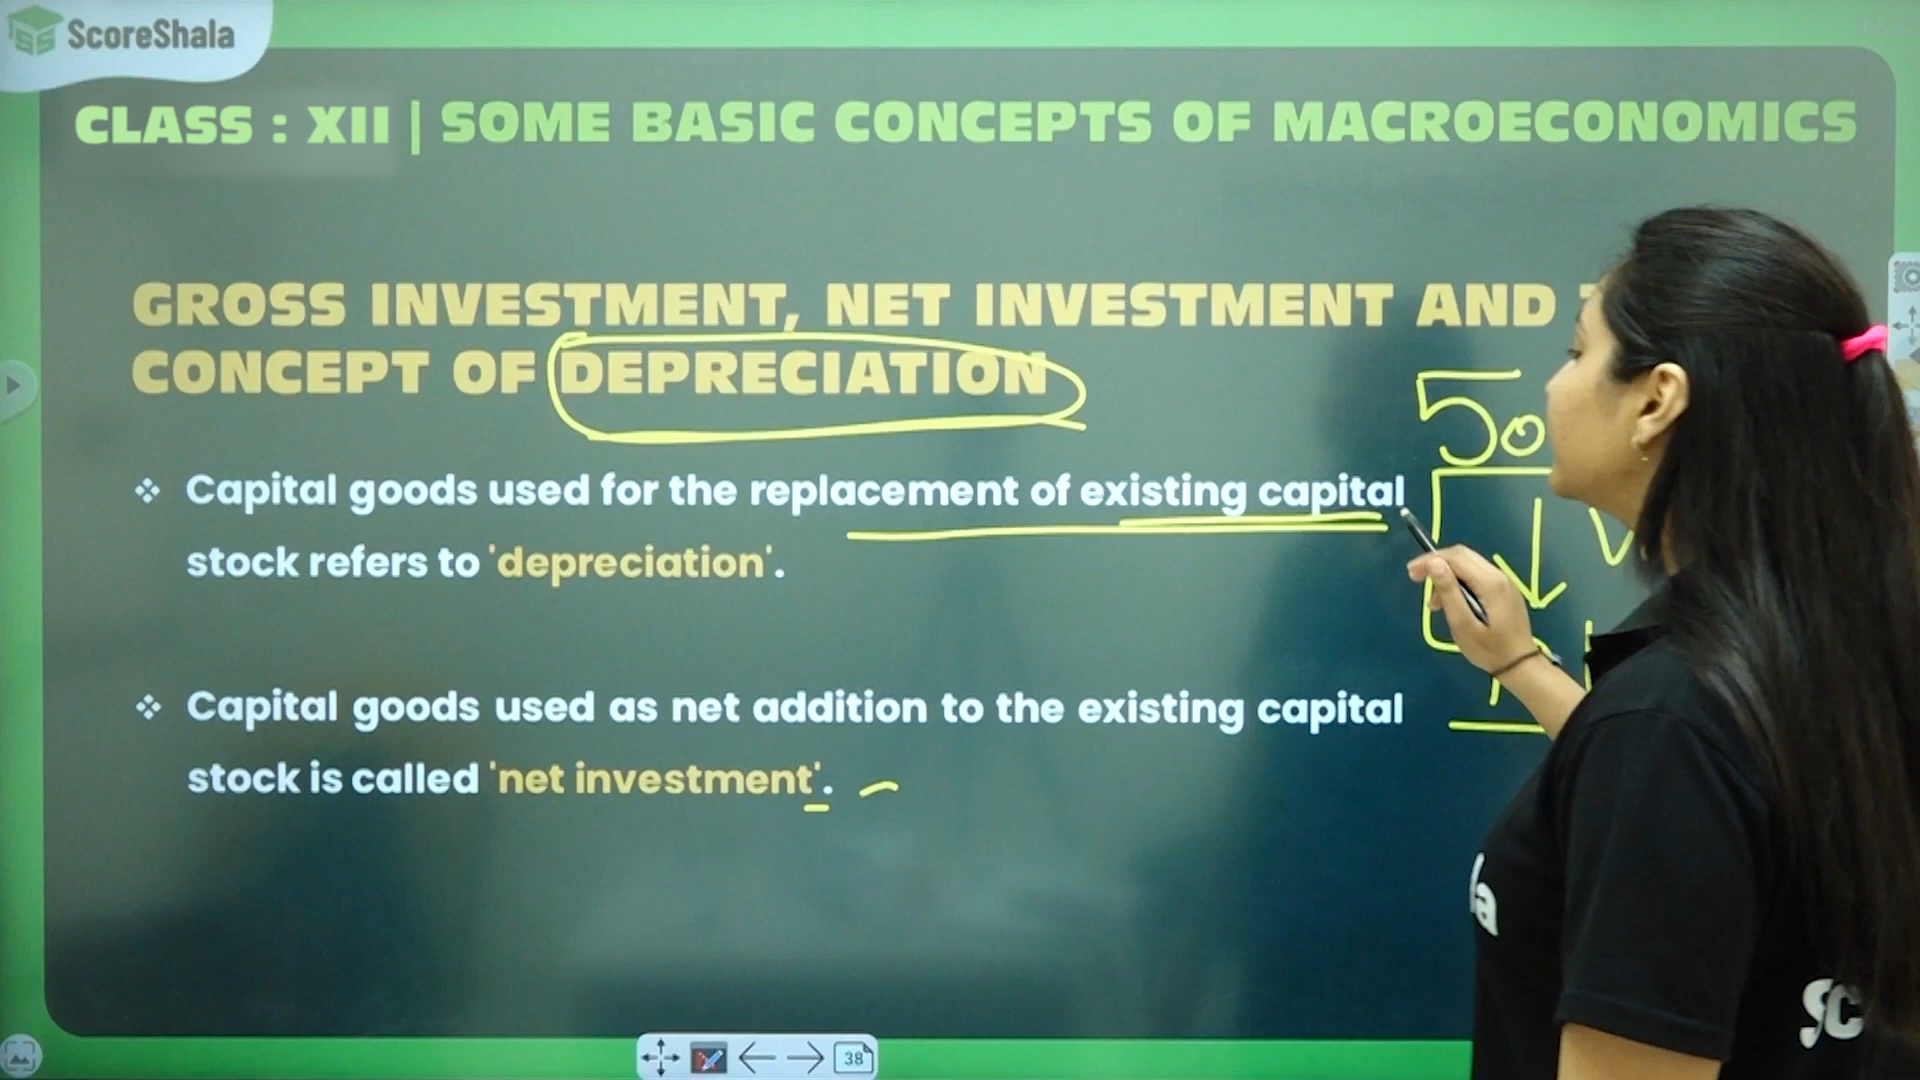 ScoreShala
CLASS : XII | SOME BASIC CONCEPTS OF MACROECONOMICS
GROSS INVESTMENT, NET INVESTMENT AND
CONCEPT OF DEPRECIATION
50
❖ Capital goods used for the replacement of existing capital
stock refers to 'depreciation'.
❖ Capital goods used as net addition to the existing capital
stock is called 'net investment'.
38